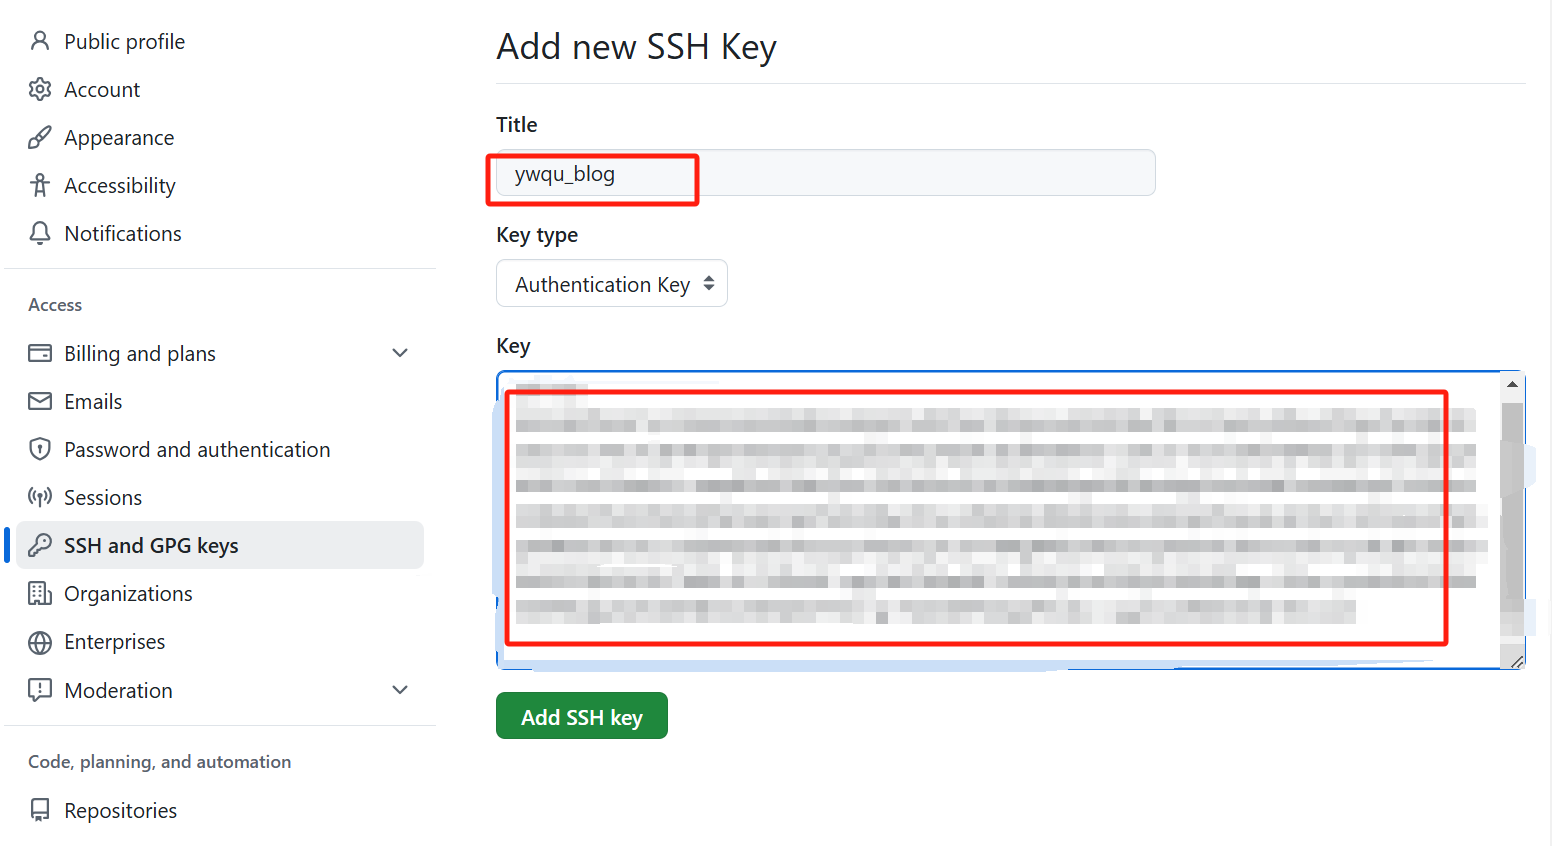 Public profile
Account
Appearance
Accessibility
Notifications
Access
Billing and plans
Emails
Password and authentication
Sessions
SSH and GPG keys
Organizations
Enterprises
Moderation
Code, planning, and automation
Repositories
Add new SSH Key
Title
ywqu_blog
Key type
Authentication Key
Key
Add SSH key